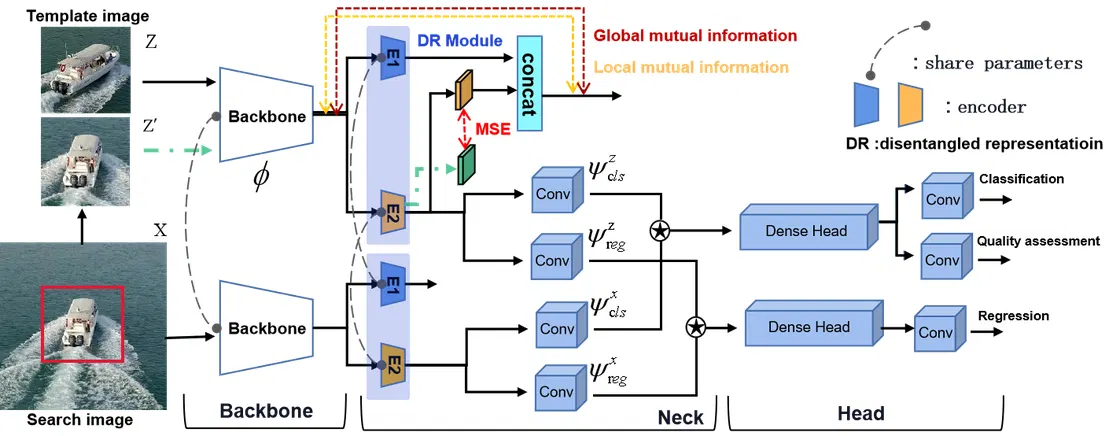 Template image
Z
Z′
X
Search image
Backbone
ϕ
Backbone
E1
E2
E1
E2
DR Module
concat
MSE
Global mutual information
Local mutual information
: share parameters
: encoder
DR :disentangled representatioin
Conv
ψ^z_cls
Conv
ψ^z_reg
Conv
ψ^x_cls
Conv
ψ^x_reg
Dense Head
Dense Head
Conv
Classification
Conv
Quality assessment
Conv
Regression
Backbone
Neck
Head